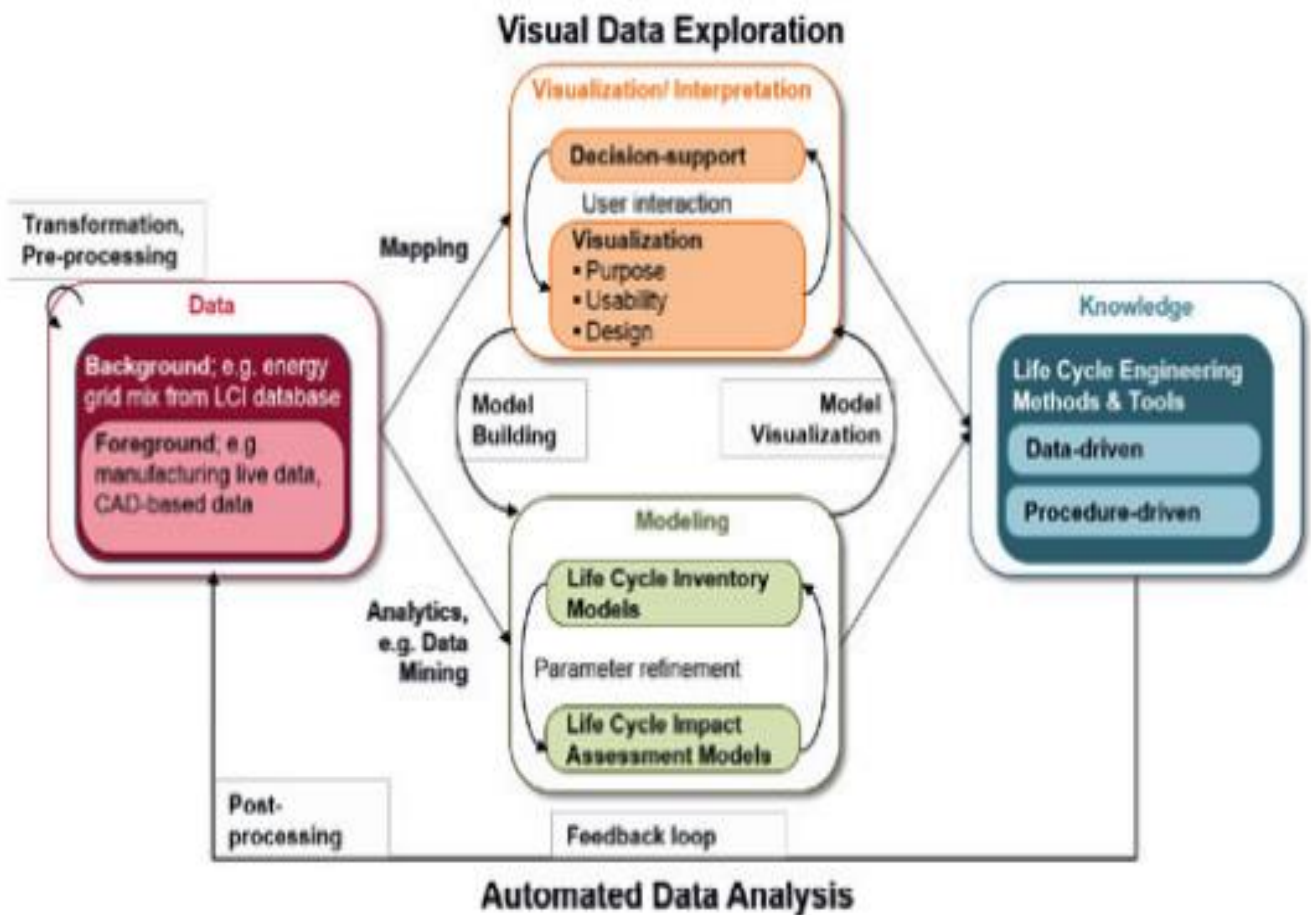 Visual Data Exploration
Visualization/ Interpretation
Decision-support
User interaction
Visualization
▪ Purpose
▪ Usability
▪ Design
Transformation,
Pre-processing
Mapping
Data
Background; e.g. energy
grid mix from LCI database
Foreground; e.g
manufacturing live data,
CAD-based data
Model
Building
Model
Visualization
Knowledge
Life Cycle Engineering
Methods & Tools
Data-driven
Procedure-driven
Analytics,
e.g. Data
Mining
Modeling
Life Cycle Inventory
Models
Parameter refinement
Life Cycle Impact
Assessment Models
Post-
processing
Feedback loop
Automated Data Analysis